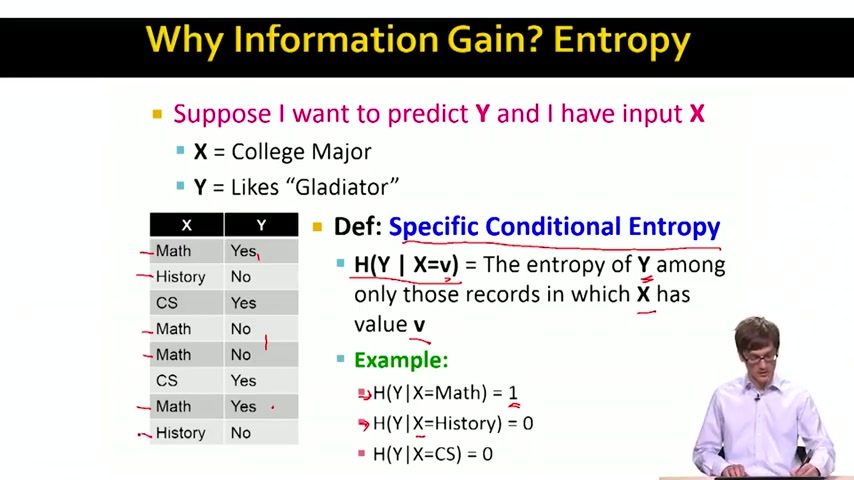 Why Information Gain? Entropy
Suppose I want to predict Y and I have input X
X = College Major
Y = Likes “Gladiator”
X Y
Math Yes
History No
CS Yes
Math No
Math No
CS Yes
Math Yes
History No
Def: Specific Conditional Entropy
H(Y | X=v) = The entropy of Y among
only those records in which X has
value v
Example:
H(Y|X=Math) = 1
H(Y|X=History) = 0
H(Y|X=CS) = 0